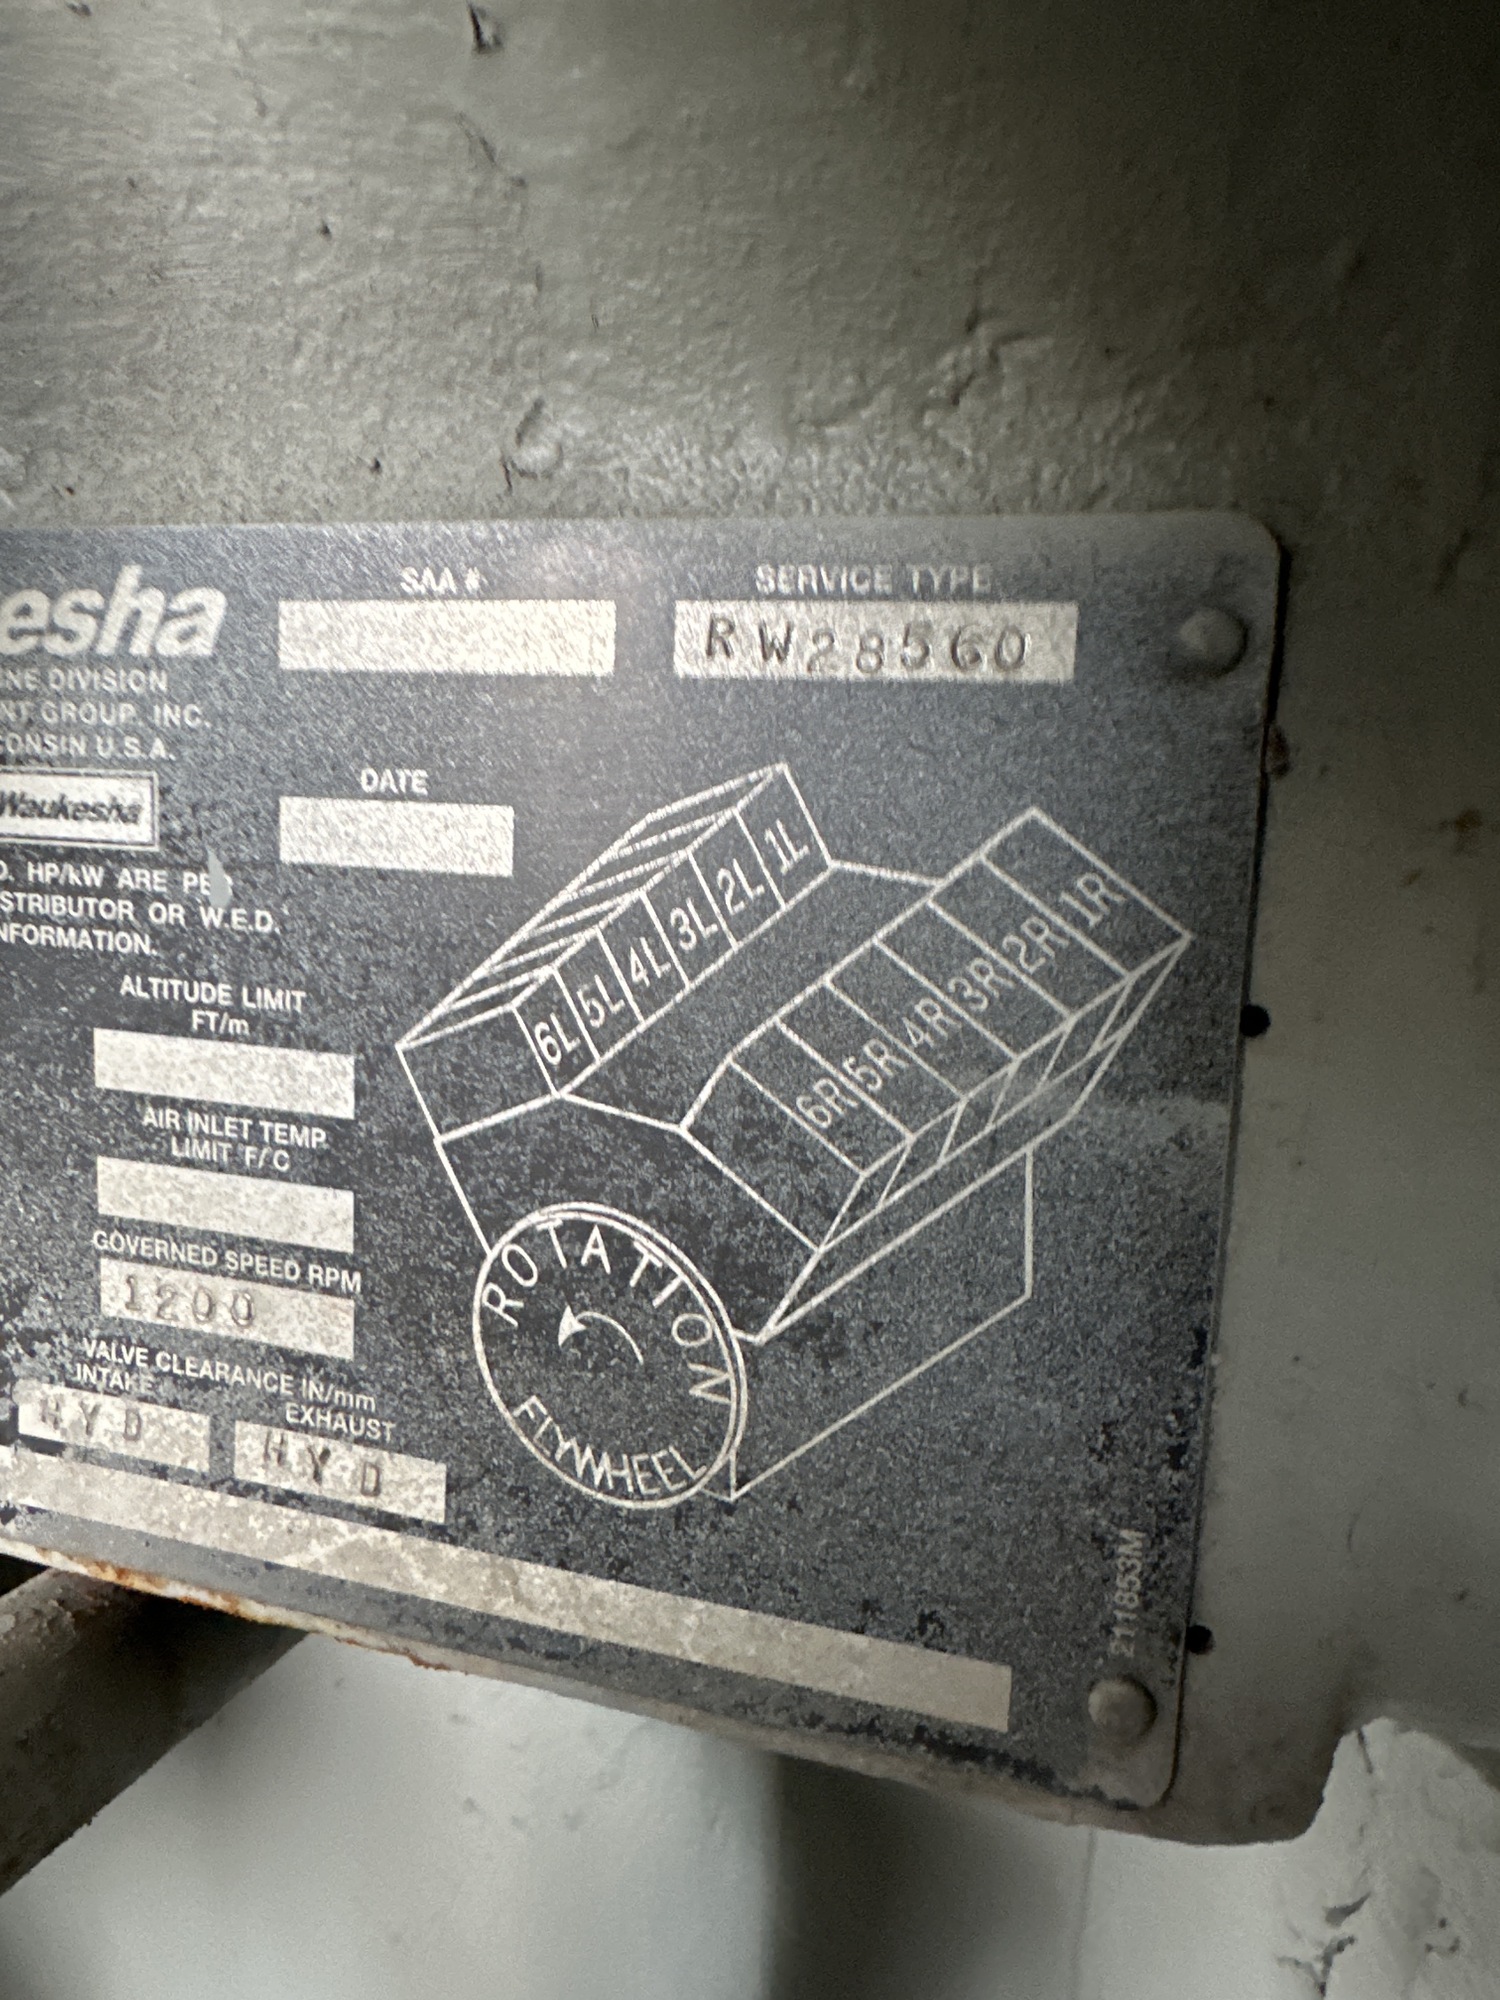 esha
SAA #
SERVICE TYPE
RW28560
NE DIVISION
NT GROUP, INC.
CONSIN U.S.A.
Waukesha
DATE
D. HP/kW ARE PE
STRIBUTOR OR W.E.D.
NFORMATION.
ALTITUDE LIMIT
FT/m
AIR INLET TEMP.
LIMIT F/C
GOVERNED SPEED RPM
1200
VALVE CLEARANCE IN/mm
INTAKE
EXHAUST
HYD
HYD
1L
2L
3L
4L
5L
6L
1R
2R
3R
4R
5R
6R
ROTATION
FLYWHEEL
211853M